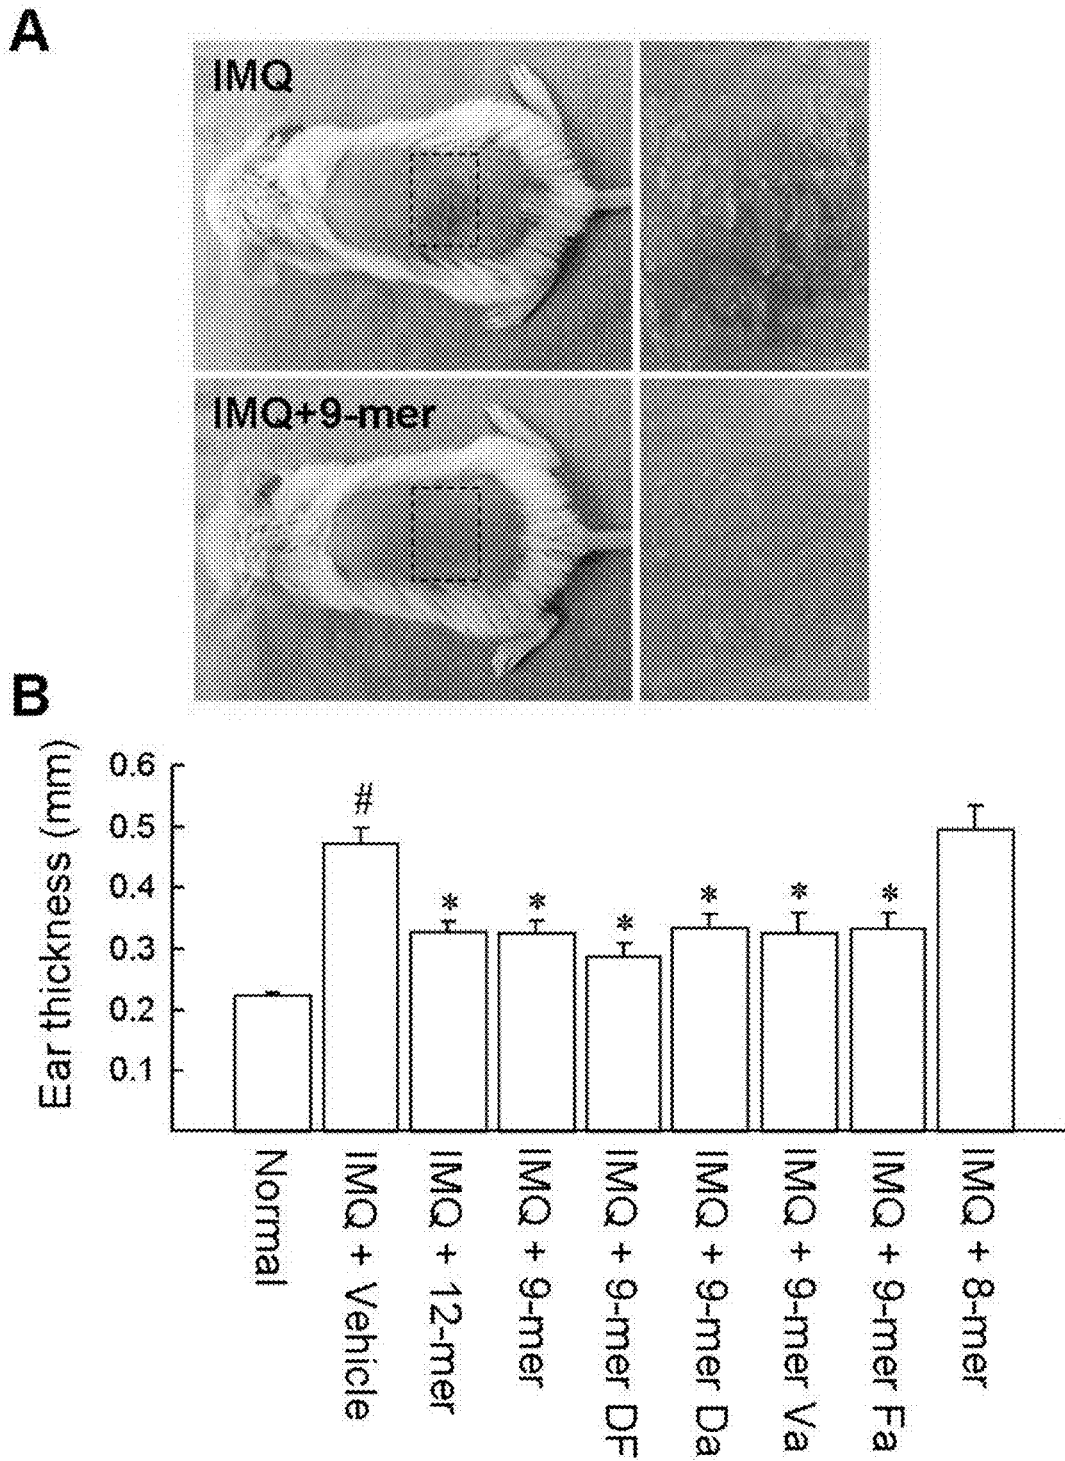 A
IMQ
IMQ+9-mer
B
Ear thickness (mm)
0.6
0.5
0.4
0.3
0.2
0.1
#
*
*
*
*
*
*
Normal
IMQ + Vehicle
IMQ + 12-mer
IMQ + 9-mer
IMQ + 9-mer DF
IMQ + 9-mer Da
IMQ + 9-mer Va
IMQ + 9-mer Fa
IMQ + 8-mer